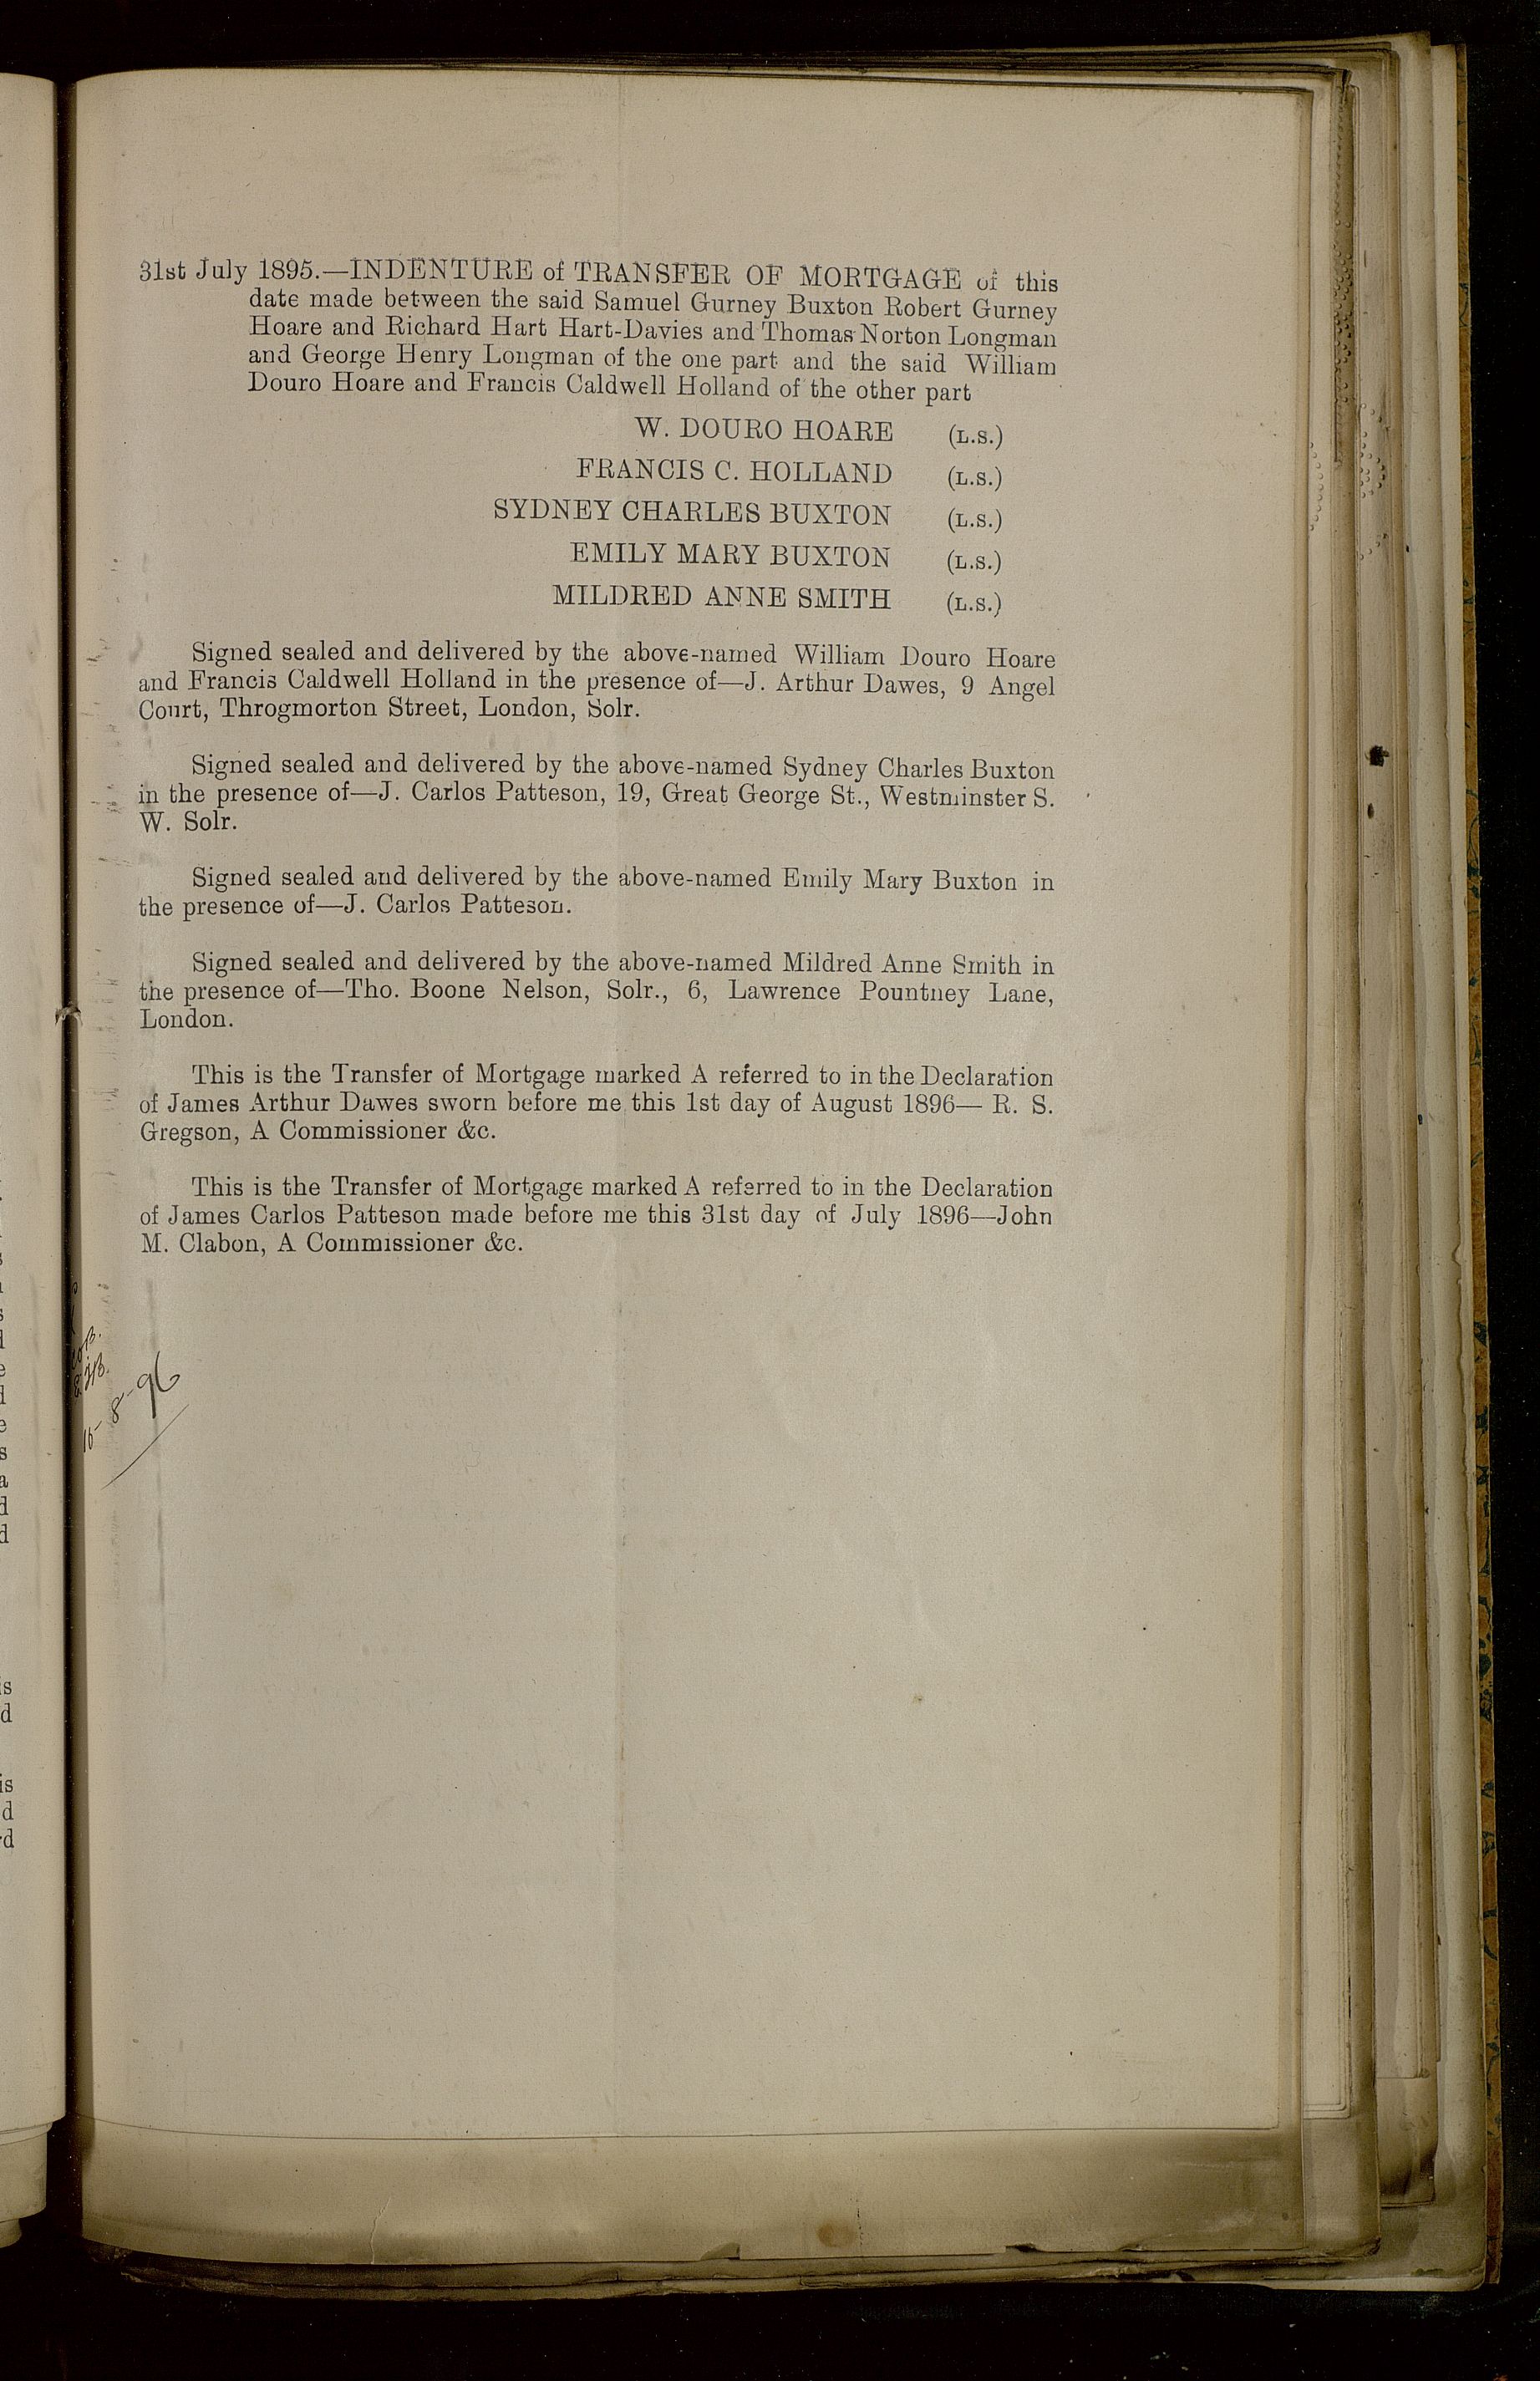 31st July 1895.—INDENTURE of TRANSFER OF MORTGAGE of this
date made between the said Samuel Gurney Buxton Robert Gurney
Hoare and Richard Hart Hart-Davies and Thomas Norton Longman
and George Henry Longman of the one part and the said William
Douro Hoare and Francis Caldwell Holland of the other part
W. DOURO HOARE (L.S.)
FRANCIS C. HOLLAND (L.S.)
SYDNEY CHARLES BUXTON (L.S.)
EMILY MARY BUXTON (L.S.)
MILDRED ANNE SMITH (L.S.)
Signed sealed and delivered by the above-named William Douro Hoare
and Francis Caldwell Holland in the presence of—J. Arthur Dawes, 9 Angel
Court, Throgmorton Street, London, Solr.
Signed sealed and delivered by the above-named Sydney Charles Buxton
in the presence of—J. Carlos Patteson, 19, Great George St., Westminster S.
W. Solr.
Signed sealed and delivered by the above-named Emily Mary Buxton in
the presence of—J. Carlos Patteson.
Signed sealed and delivered by the above-named Mildred Anne Smith in
the presence of—Tho. Boone Nelson, Solr., 6, Lawrence Pountney Lane,
London.
This is the Transfer of Mortgage marked A referred to in the Declaration
of James Arthur Dawes sworn before me this 1st day of August 1896— R. S.
Gregson, A Commissioner &c.
This is the Transfer of Mortgage marked A referred to in the Declaration
of James Carlos Patteson made before me this 31st day of July 1896—John
M. Clabon, A Commissioner &c.
8-96